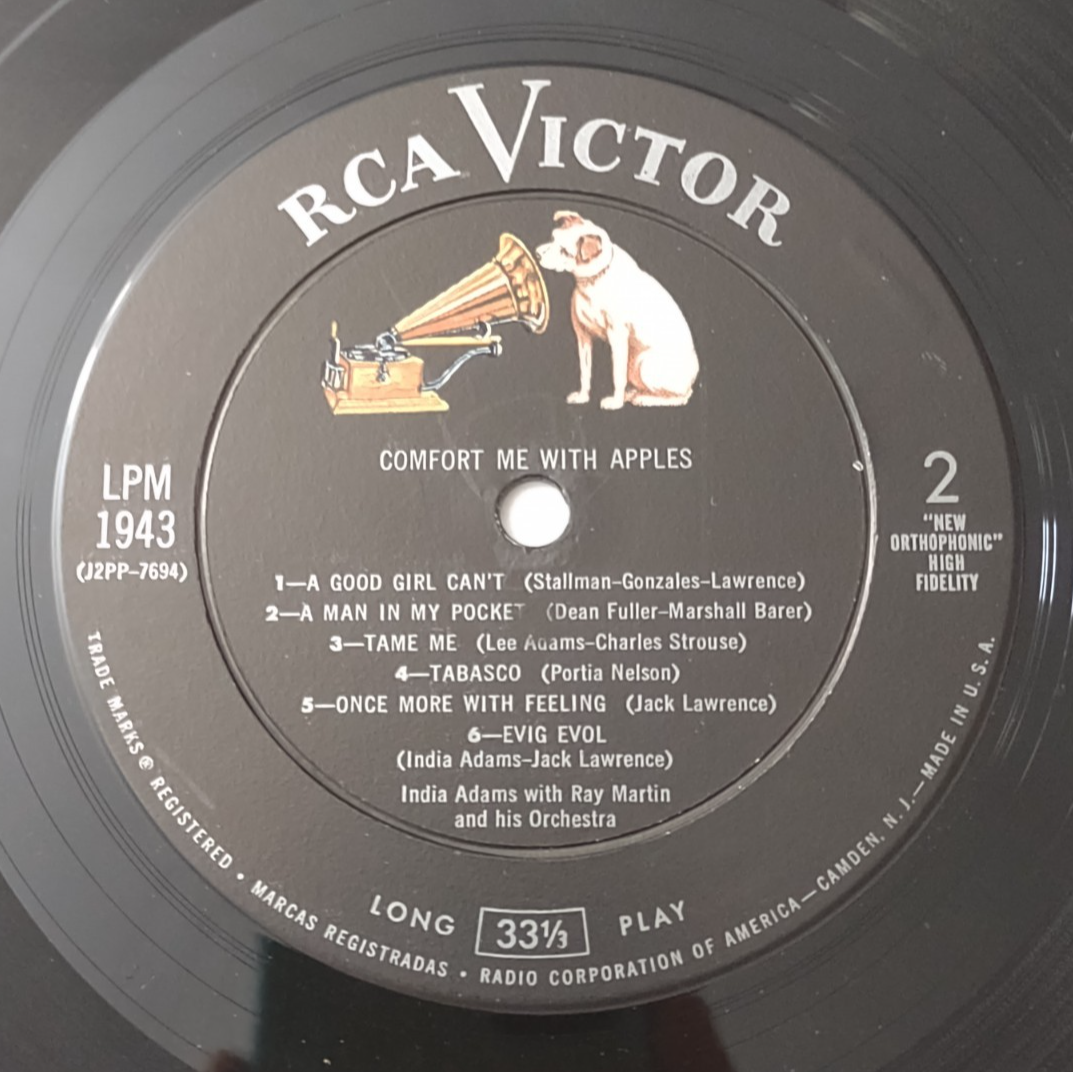 RCA VICTOR
COMFORT ME WITH APPLES
LPM
1943
(J2PP-7694)
2
"NEW
ORTHOPHONIC"
HIGH
FIDELITY
1—A GOOD GIRL CAN'T (Stallman-Gonzales-Lawrence)
2—A MAN IN MY POCKET (Dean Fuller-Marshall Barer)
3—TAME ME (Lee Adams-Charles Strouse)
4—TABASCO (Portia Nelson)
5—ONCE MORE WITH FEELING (Jack Lawrence)
6—EVIG EVOL
(India Adams-Jack Lawrence)
India Adams with Ray Martin
and his Orchestra
LONG 33⅓ PLAY
TRADE MARKS ® REGISTERED • MARCAS REGISTRADAS • RADIO CORPORATION OF AMERICA—CAMDEN, N. J.—MADE IN U. S. A.